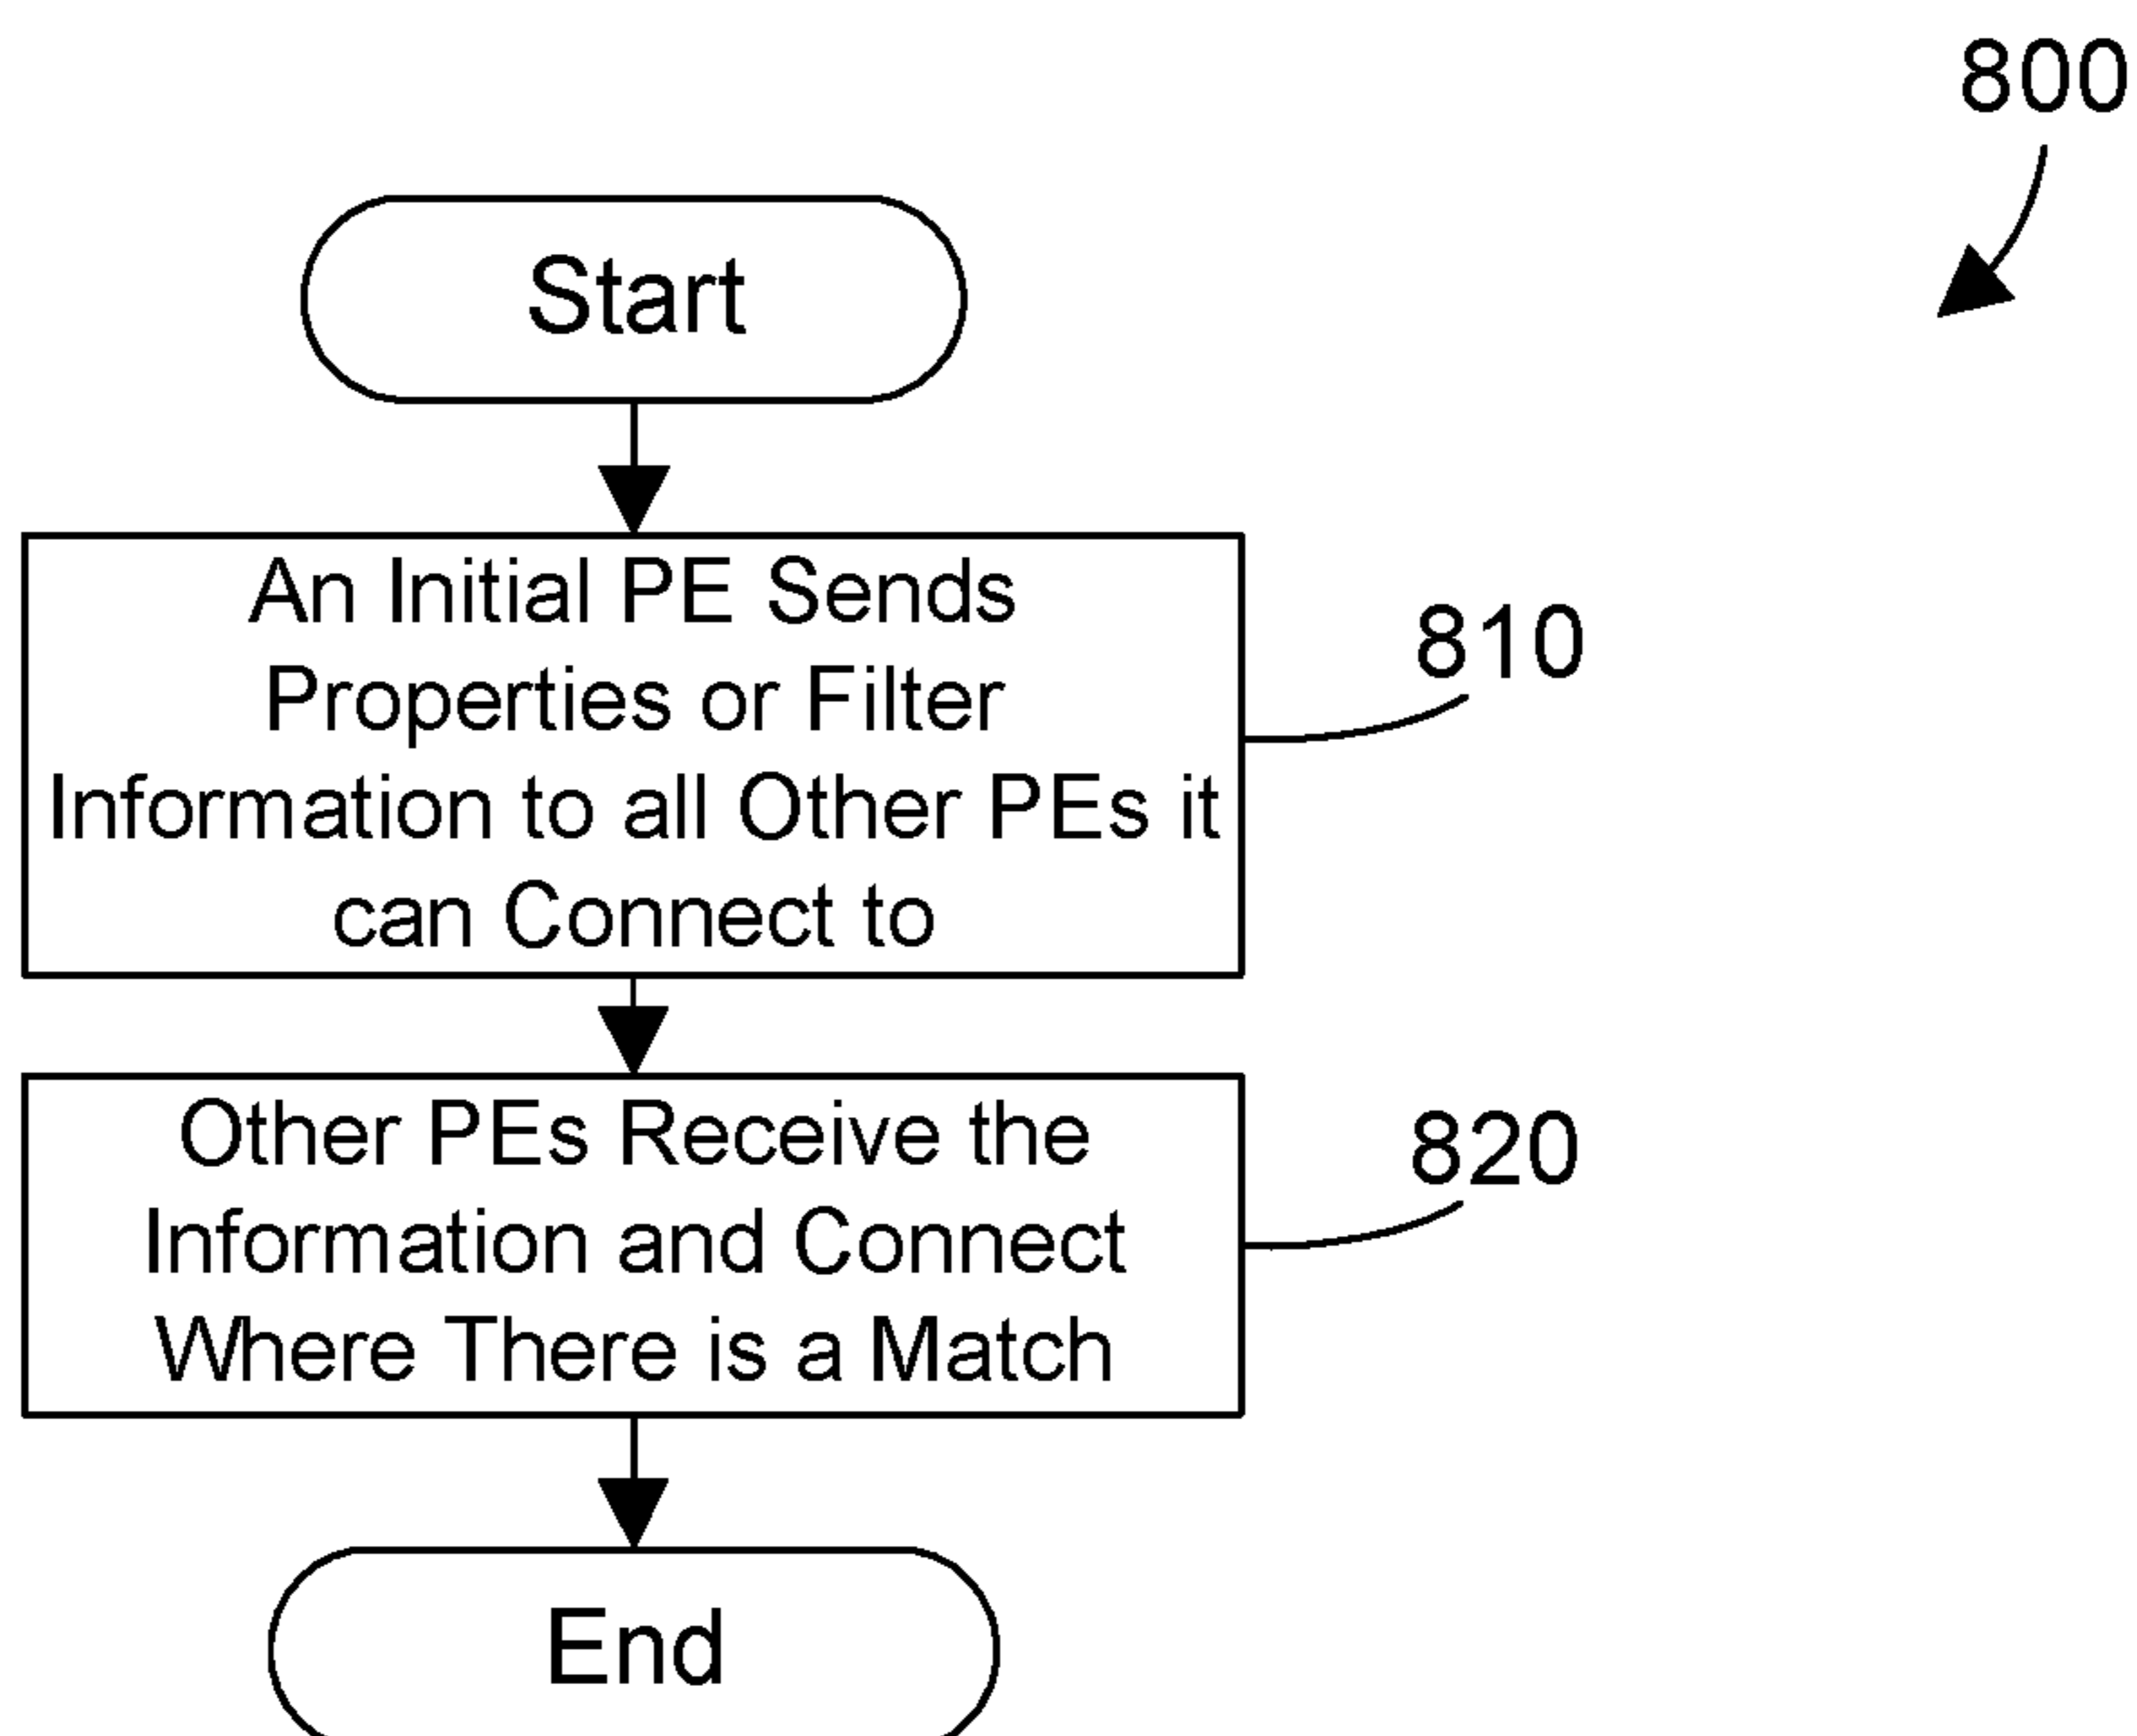 800
Start
An Initial PE Sends
Properties or Filter
Information to all Other PEs it
can Connect to
810
Other PEs Receive the
Information and Connect
Where There is a Match
820
End